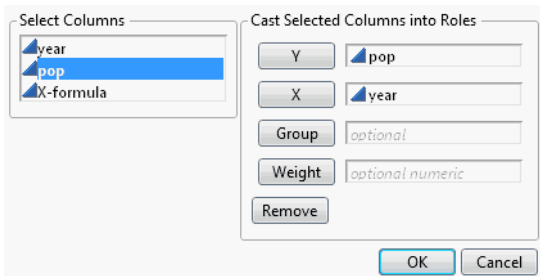 Select Columns
year
pop
X-formula
Cast Selected Columns into Roles
Y
pop
X
year
Group
optional
Weight
optional numeric
Remove
OK
Cancel